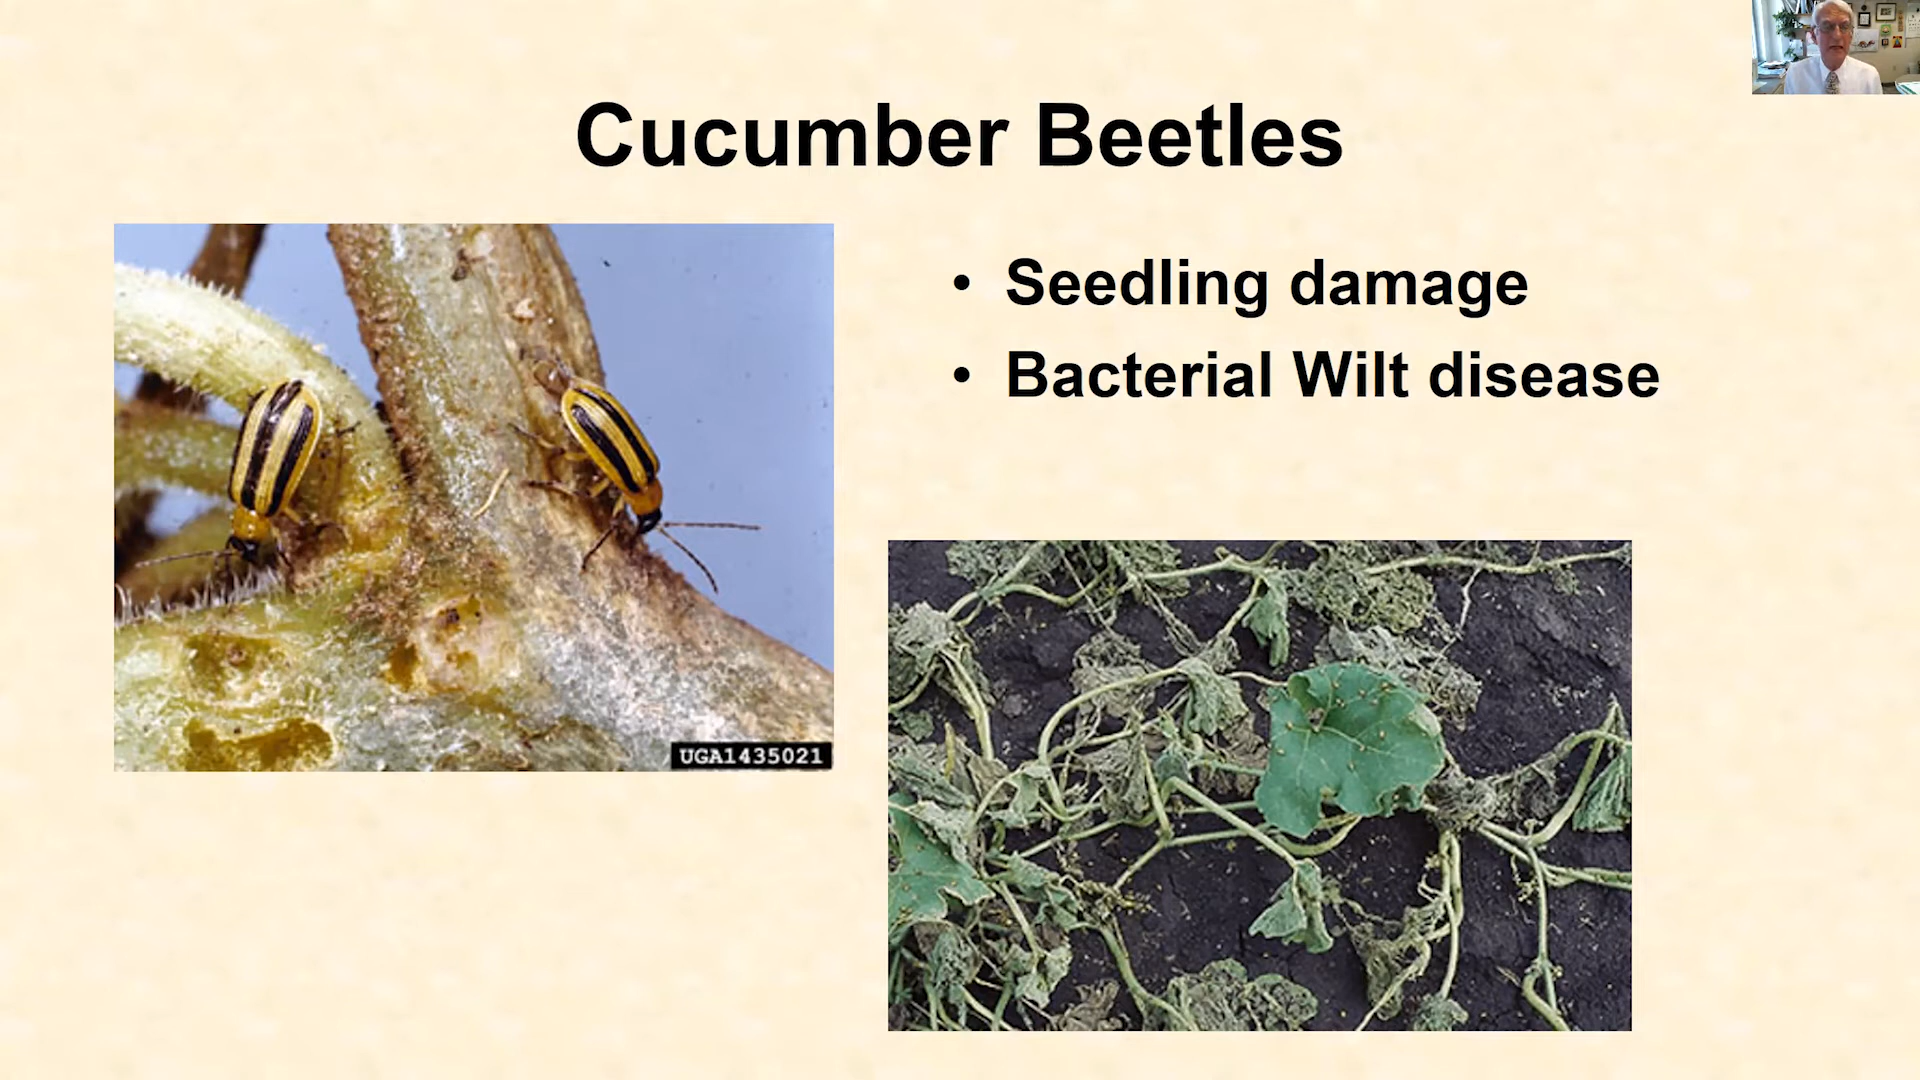 Cucumber Beetles
• Seedling damage
• Bacterial Wilt disease
UGA1435021